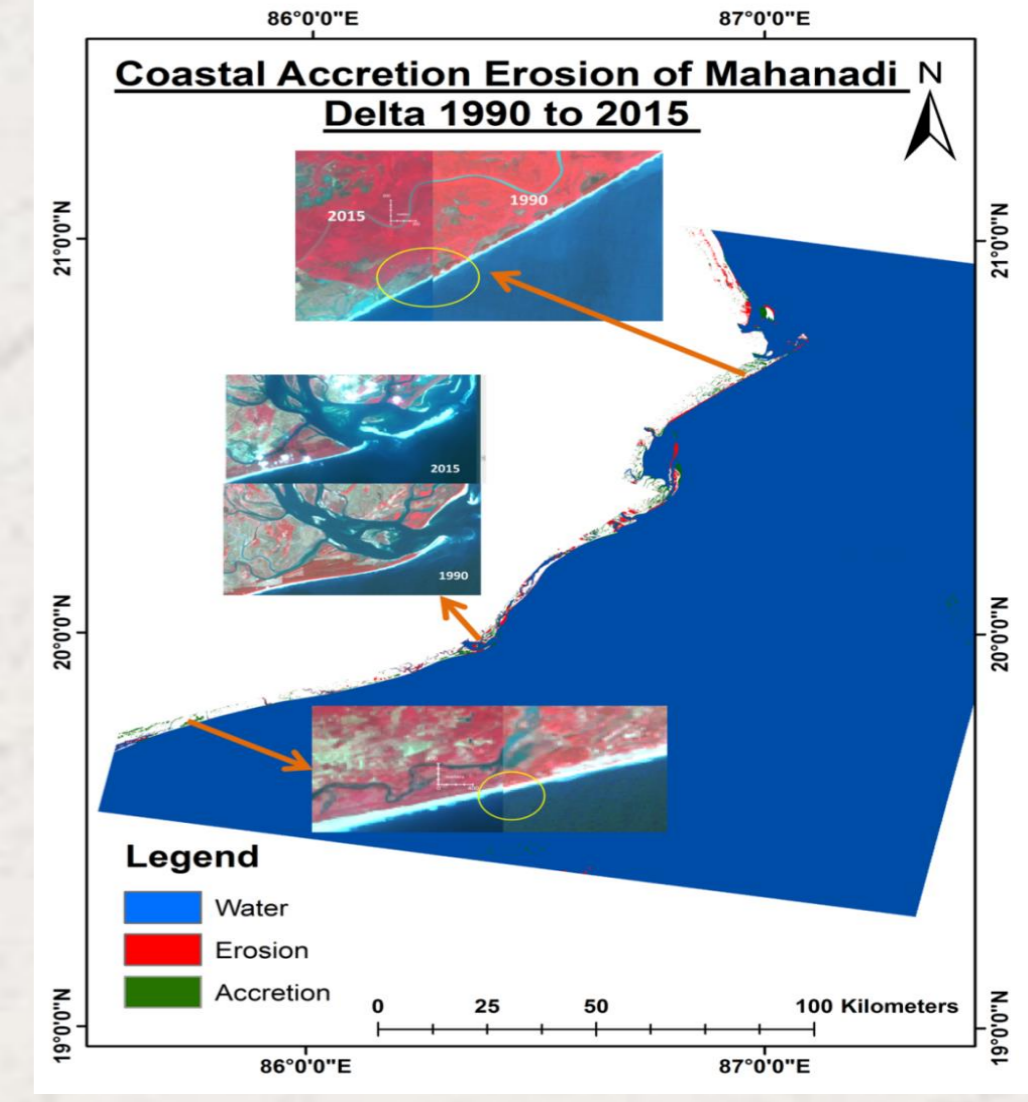 86°0'0"E
87°0'0"E
Coastal Accretion Erosion of Mahanadi
Delta 1990 to 2015
N
21°0'0"N
21°0'0"N
2015
1990
2015
1990
20°0'0"N
20°0'0"N
Legend
Water
Erosion
Accretion
0 25 50 100 Kilometers
19°0'0"N
19°0'0"N
86°0'0"E
87°0'0"E